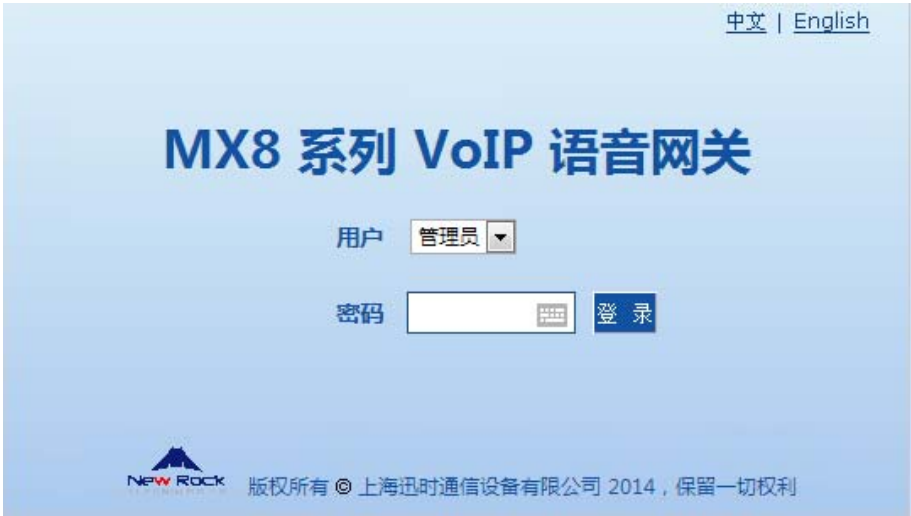 中文 | English
MX8 系列 VoIP 语音网关
用户 管理员
密码 登 录
New Rock
版权所有 © 上海迅时通信设备有限公司 2014，保留一切权利